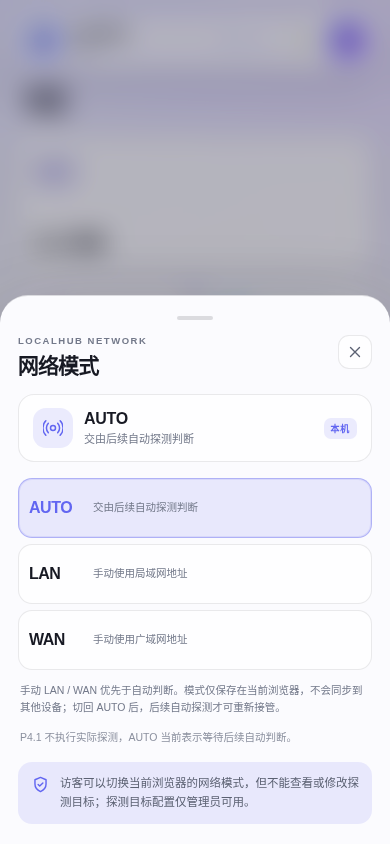 LOCALHUB NETWORK
网络模式
AUTO
交由后续自动探测判断
本机
AUTO 交由后续自动探测判断
LAN 手动使用局域网地址
WAN 手动使用广域网地址
手动 LAN / WAN 优先于自动判断。模式仅保存在当前浏览器，不会同步到
其他设备；切回 AUTO 后，后续自动探测才可重新接管。
P4.1 不执行实际探测，AUTO 当前表示等待后续自动判断。
访客可以切换当前浏览器的网络模式，但不能查看或修改探
测目标；探测目标配置仅管理员可用。